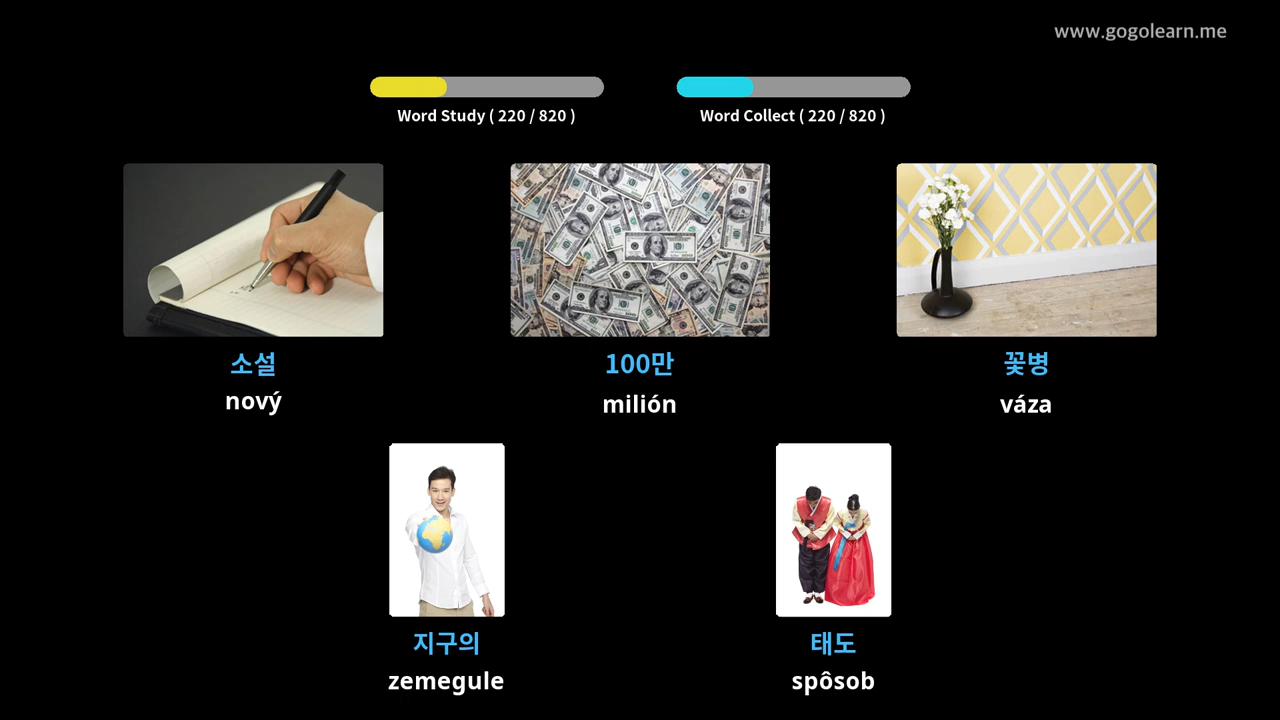 www.gogolearn.me
Word Study ( 220 / 820 )
Word Collect ( 220 / 820 )
소설
nový
100만
milión
꽃병
váza
지구의
zemegule
태도
spôsob